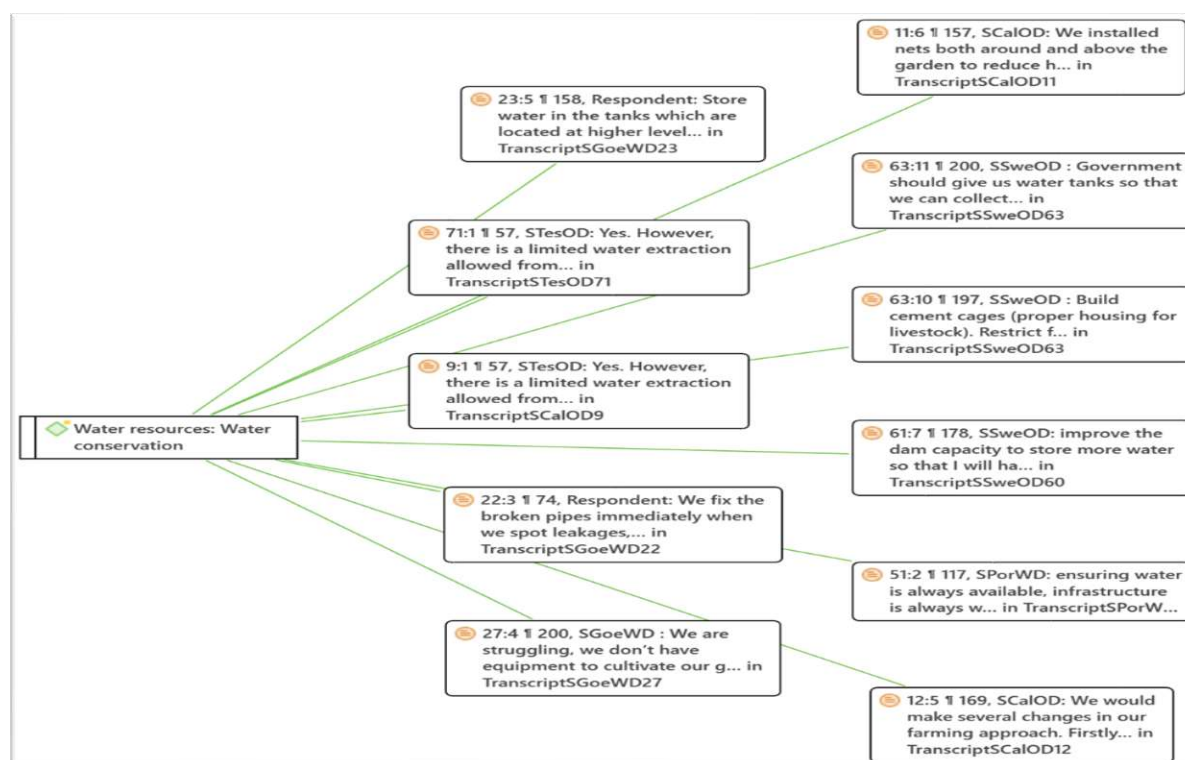 11:6 ¶ 157, SCalOD: We installed
nets both around and above the
garden to reduce h... in
TranscriptSCalOD11
23:5 ¶ 158, Respondent: Store
water in the tanks which are
located at higher level... in
TranscriptSGoeWD23
63:11 ¶ 200, SSweOD : Government
should give us water tanks so that
we can collect... in
TranscriptSSweOD63
71:1 ¶ 57, STesOD: Yes. However,
there is a limited water extraction
allowed from... in
TranscriptSTesOD71
63:10 ¶ 197, SSweOD : Build
cement cages (proper housing for
livestock). Restrict f... in
TranscriptSSweOD63
9:1 ¶ 57, STesOD: Yes. However,
there is a limited water extraction
allowed from... in
TranscriptSCalOD9
Water resources: Water
conservation
61:7 ¶ 178, SSweOD: improve the
dam capacity to store more water
so that I will ha... in
TranscriptSSweOD60
22:3 ¶ 74, Respondent: We fix the
broken pipes immediately when
we spot leakages,... in
TranscriptSGoeWD22
51:2 ¶ 117, SPorWD: ensuring water
is always available, infrastructure
is always w... in TranscriptSPorW...
27:4 ¶ 200, SGoeWD : We are
struggling, we don't have
equipment to cultivate our g... in
TranscriptSGoeWD27
12:5 ¶ 169, SCalOD: We would
make several changes in our
farming approach. Firstly... in
TranscriptSCalOD12